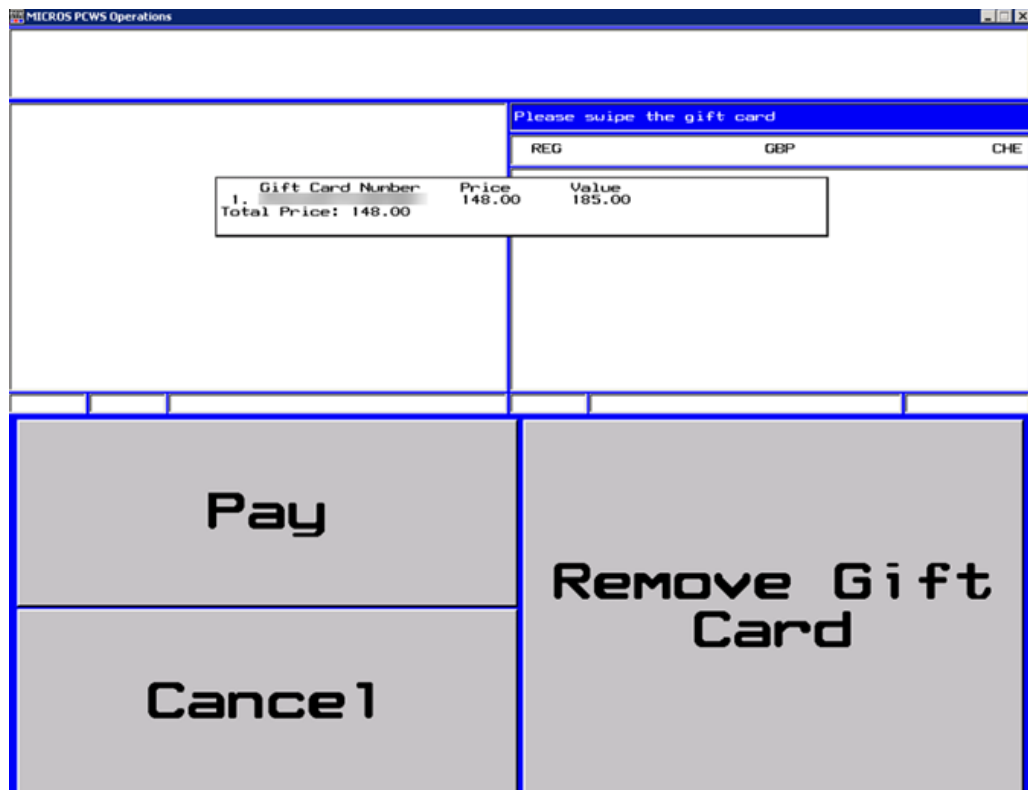 MICROS PCWS Operations
Please swipe the gift card
REG GBP CHE
Gift Card Number Price Value
1. 148.00 185.00
Total Price: 148.00
Pay
Remove Gift
Card
Cancel